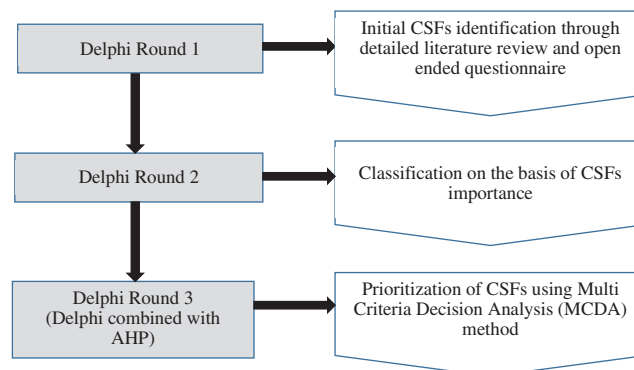 Delphi Round 1
Initial CSFs identification through
detailed literature review and open
ended questionnaire
Delphi Round 2
Classification on the basis of CSFs
importance
Delphi Round 3
(Delphi combined with
AHP)
Prioritization of CSFs using Multi
Criteria Decision Analysis (MCDA)
method